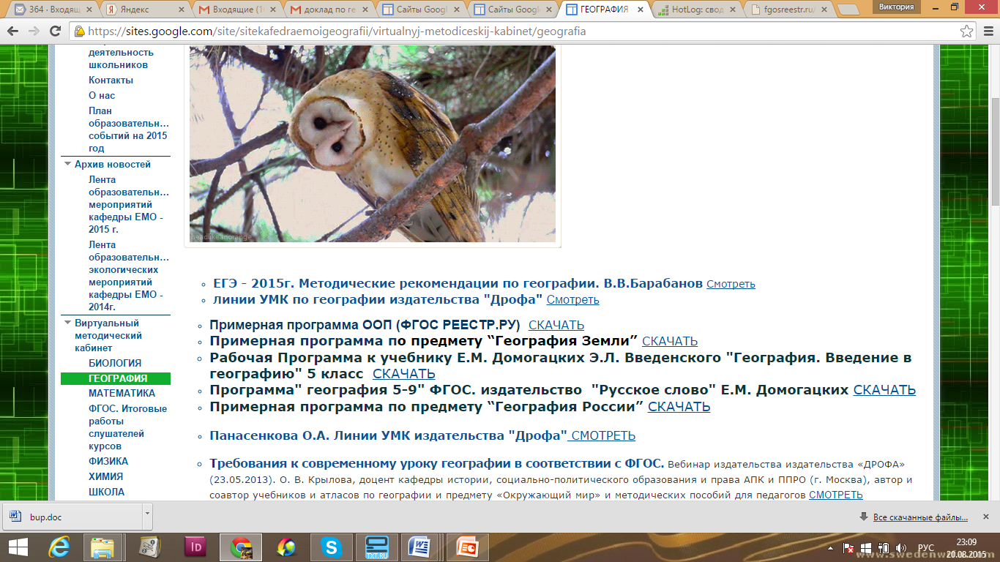 364 · Входящ
Яндекс
Входящие (1
доклад по ге
Сайты Googl
Сайты Googl
ГЕОГРАФИЯ
HotLog: свод
fgosreestr.ru/
Виктория
https://sites.google.com/site/sitekafedraemoigeografii/virtualnyj-metodiceskij-kabinet/geografia
деятельность
школьников
Контакты
О нас
План
образовательн...
событий на 2015
год
Архив новостей
Лента
образовательн...
мероприятий
кафедры ЕМО -
2015 г.
Лента
образовательн...
экологических
мероприятий
кафедры ЕМО -
2014г.
Виртуальный
методический
кабинет
БИОЛОГИЯ
ГЕОГРАФИЯ
МАТЕМАТИКА
ФГОС. Итоговые
работы
слушателей
курсов
ФИЗИКА
ХИМИЯ
ШКОЛА
headlikeanorange
ЕГЭ - 2015г. Методические рекомендации по географии. В.В.Барабанов Смотреть
линии УМК по географии издательства "Дрофа" Смотреть
Примерная программа ООП (ФГОС РЕЕСТР.РУ) СКАЧАТЬ
Примерная программа по предмету “География Земли” СКАЧАТЬ
Рабочая Программа к учебнику Е.М. Домогацких Э.Л. Введенского "География. Введение в
географию" 5 класс СКАЧАТЬ
Программа" география 5-9" ФГОС. издательство "Русское слово" Е.М. Домогацких СКАЧАТЬ
Примерная программа по предмету “География России” СКАЧАТЬ
Панасенкова О.А. Линии УМК издательства "Дрофа" СМОТРЕТЬ
Требования к современному уроку географии в соответствии с ФГОС. Вебинар издательства издательства «ДРОФА»
(23.05.2013). О. В. Крылова, доцент кафедры истории, социально-политического образования и права АПК и ППРО (г. Москва), автор и
соавтор учебников и атласов по географии и предмету «Окружающий мир» и методических пособий для педагогов СМОТРЕТЬ
bup.doc
Все скачанные файлы...
Id
TXT.RU
РУС
23:09
20.08.2015